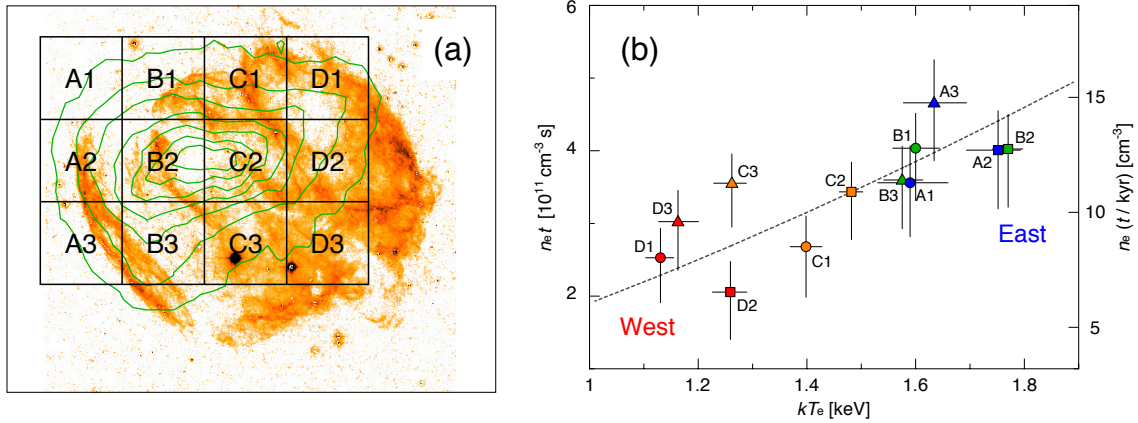 (a)
A1 B1 C1 D1
A2 B2 C2 D2
A3 B3 C3 D3
(b)
6
4
2
nₑt [10¹¹ cm⁻³ s]
15
10
5
nₑ (t / kyr) [cm⁻³]
A3
B1
B2
A2
C3
C2
B3
A1
D3
D1
C1
D2
East
West
1 1.2 1.4 1.6 1.8
kTₑ [keV]